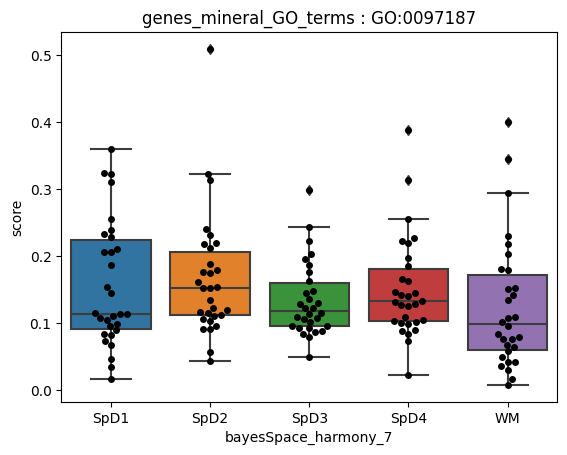 genes_mineral_GO_terms : GO:0097187
0.5
0.4
0.3
0.2
0.1
0.0
score
SpD1 SpD2 SpD3 SpD4 WM
bayesSpace_harmony_7